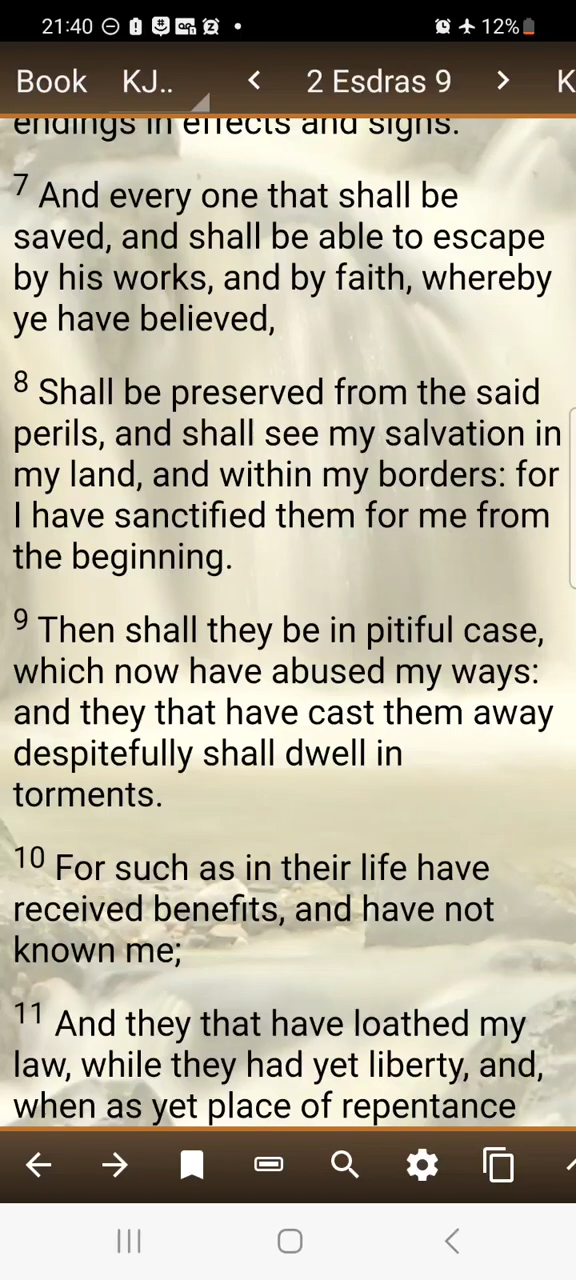 21:40 12%
Book KJ.. 2 Esdras 9 K
endings in effects and signs.
7 And every one that shall be
saved, and shall be able to escape
by his works, and by faith, whereby
ye have believed,
8 Shall be preserved from the said
perils, and shall see my salvation in
my land, and within my borders: for
I have sanctified them for me from
the beginning.
9 Then shall they be in pitiful case,
which now have abused my ways:
and they that have cast them away
despitefully shall dwell in
torments.
10 For such as in their life have
received benefits, and have not
known me;
11 And they that have loathed my
law, while they had yet liberty, and,
when as yet place of repentance